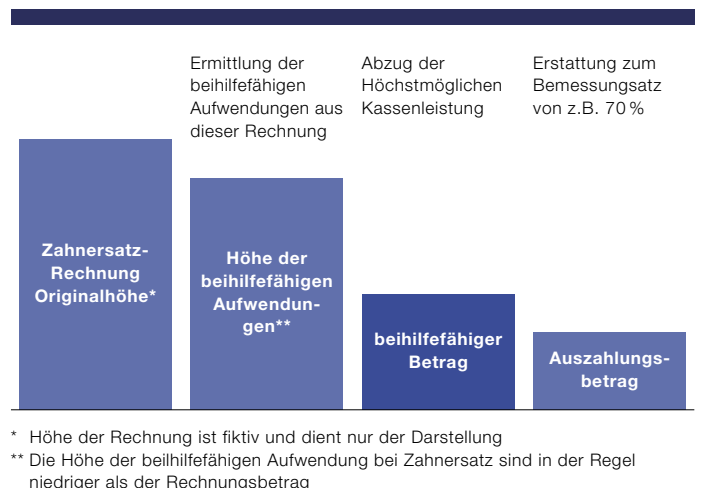 Ermittlung der
beihilfefähigen
Aufwendungen aus
dieser Rechnung
Abzug der
Höchstmöglichen
Kassenleistung
Erstattung zum
Bemessungsatz
von z.B. 70 %
Zahnersatz-
Rechnung
Originalhöhe*
Höhe der
beihilfefähigen
Aufwendun-
gen**
beihilfefähiger
Betrag
Auszahlungs-
betrag
* Höhe der Rechnung ist fiktiv und dient nur der Darstellung
** Die Höhe der beilhilfefähigen Aufwendung bei Zahnersatz sind in der Regel
niedriger als der Rechnungsbetrag